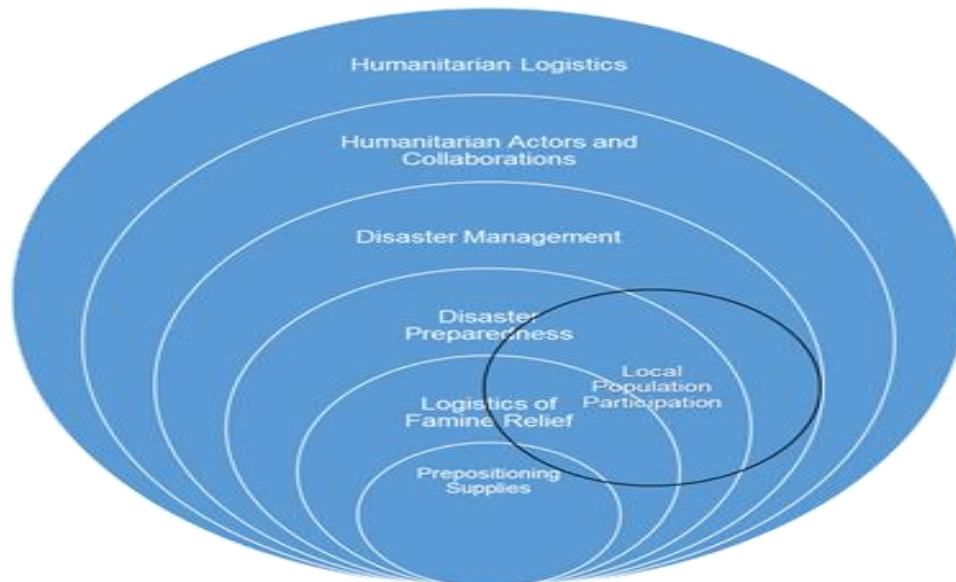 Humanitarian Logistics
Humanitarian Actors and
Collaborations
Disaster Management
Disaster
Preparedness
Local
Population
Participation
Logistics of
Famine Relief
Prepositioning
Supplies